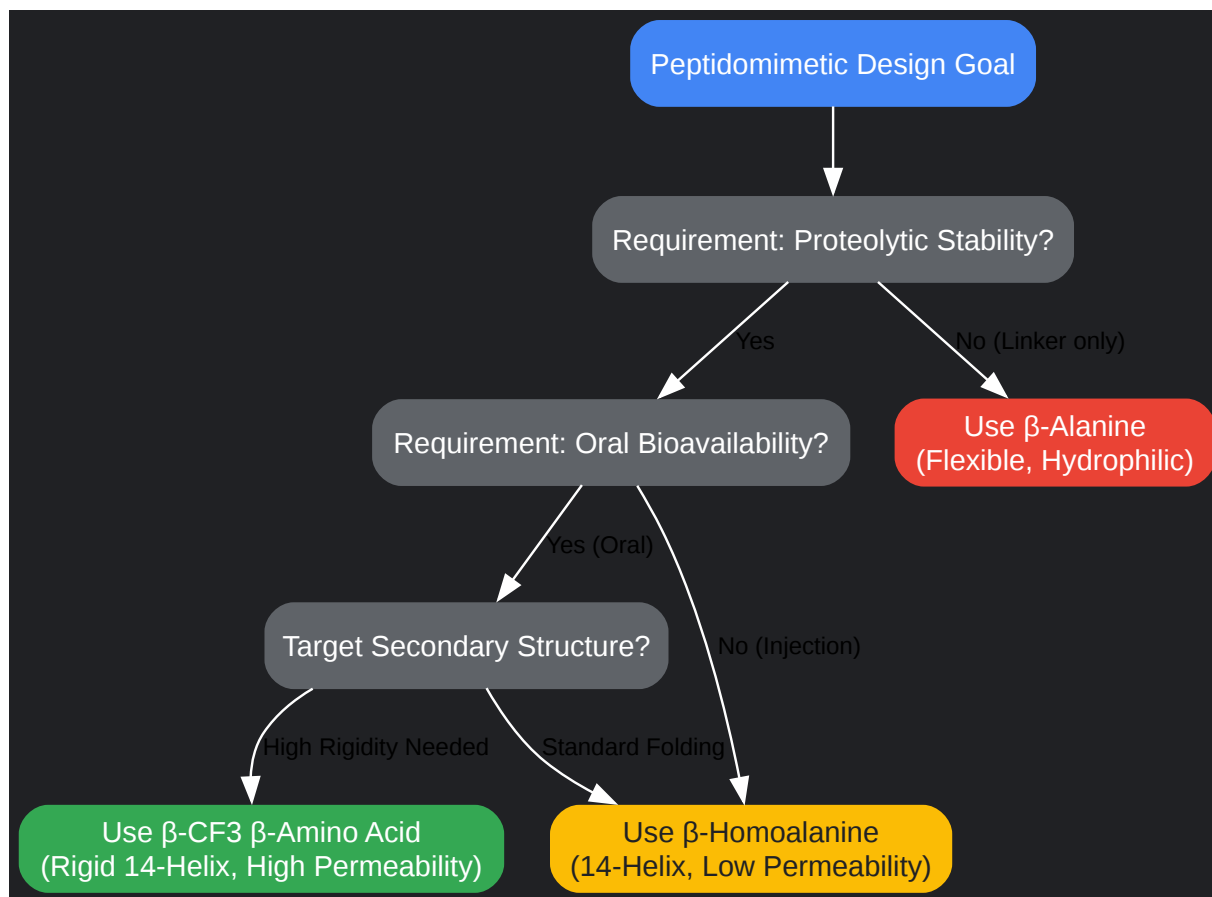 Peptidomimetic Design Goal
Requirement: Proteolytic Stability?
Yes
No (Linker only)
Requirement: Oral Bioavailability?
Use β-Alanine
(Flexible, Hydrophilic)
Yes (Oral)
Target Secondary Structure?
No (Injection)
High Rigidity Needed
Standard Folding
Use β-CF3 β-Amino Acid
(Rigid 14-Helix, High Permeability)
Use β-Homoalanine
(14-Helix, Low Permeability)